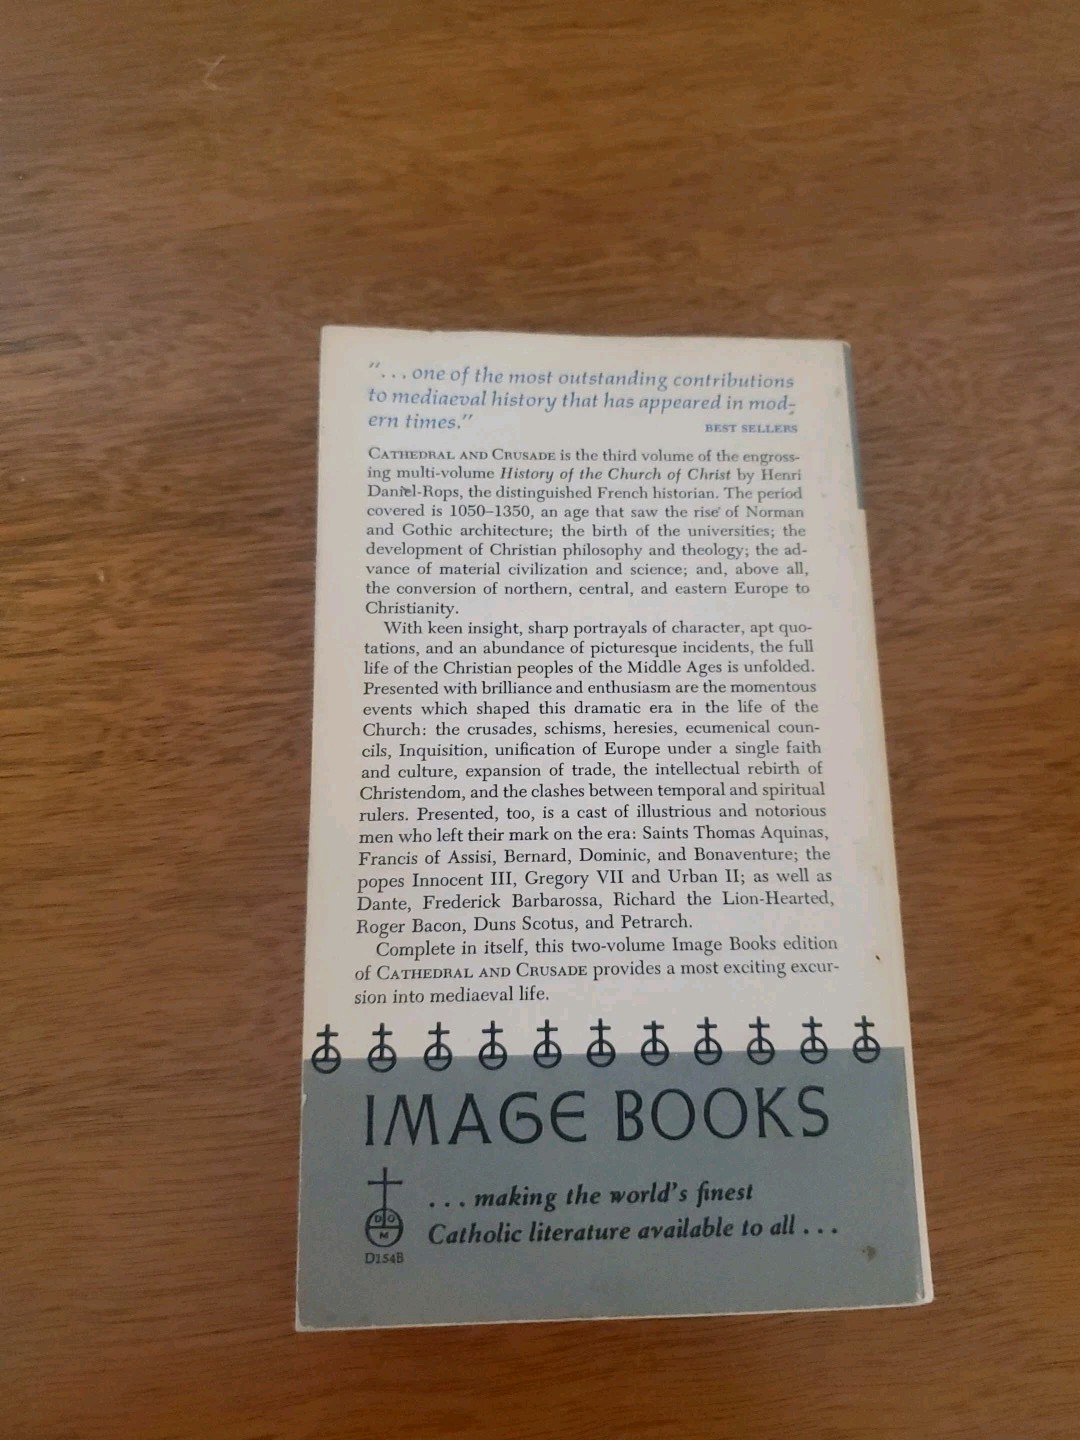 "... one of the most outstanding contributions
to mediaeval history that has appeared in mod-
ern times."
BEST SELLERS
CATHEDRAL AND CRUSADE is the third volume of the engross-
ing multi-volume History of the Church of Christ by Henri
Daniel-Rops, the distinguished French historian. The period
covered is 1050–1350, an age that saw the rise of Norman
and Gothic architecture; the birth of the universities; the
development of Christian philosophy and theology; the ad-
vance of material civilization and science; and, above all,
the conversion of northern, central, and eastern Europe to
Christianity.
With keen insight, sharp portrayals of character, apt quo-
tations, and an abundance of picturesque incidents, the full
life of the Christian peoples of the Middle Ages is unfolded.
Presented with brilliance and enthusiasm are the momentous
events which shaped this dramatic era in the life of the
Church: the crusades, schisms, heresies, ecumenical coun-
cils, Inquisition, unification of Europe under a single faith
and culture, expansion of trade, the intellectual rebirth of
Christendom, and the clashes between temporal and spiritual
rulers. Presented, too, is a cast of illustrious and notorious
men who left their mark on the era: Saints Thomas Aquinas,
Francis of Assisi, Bernard, Dominic, and Bonaventure; the
popes Innocent III, Gregory VII and Urban II; as well as
Dante, Frederick Barbarossa, Richard the Lion-Hearted,
Roger Bacon, Duns Scotus, and Petrarch.
Complete in itself, this two-volume Image Books edition
of CATHEDRAL AND CRUSADE provides a most exciting excur-
sion into mediaeval life.
IMAGE BOOKS
... making the world's finest
Catholic literature available to all ...
D O
M
D154B